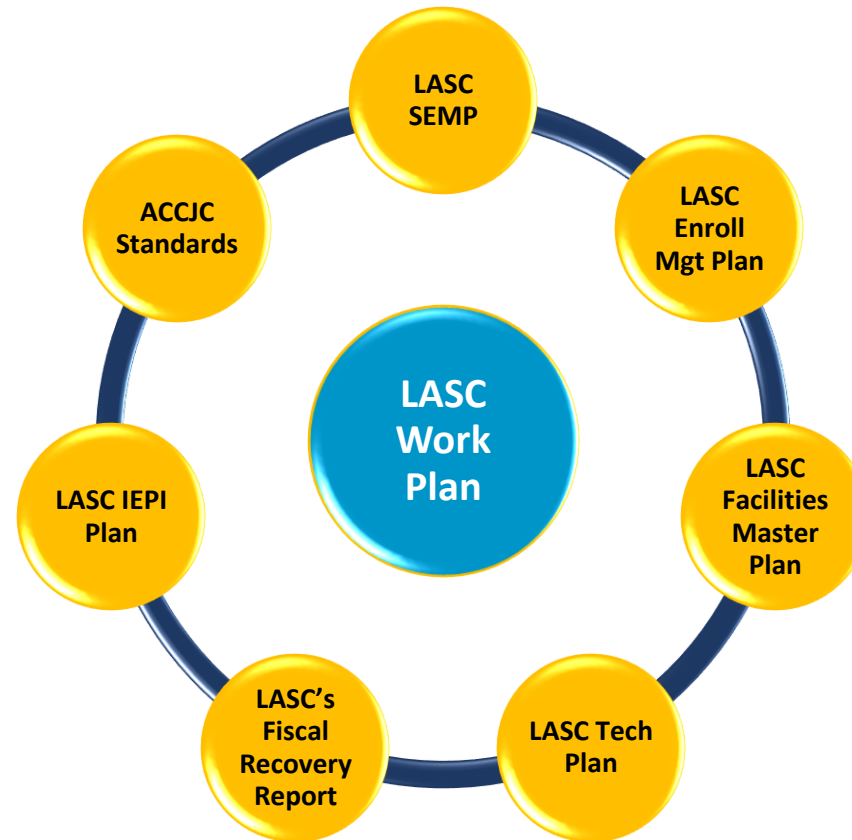 LASC
SEMP
LASC
Enroll
Mgt Plan
LASC
Facilities
Master
Plan
LASC Tech
Plan
LASC’s
Fiscal
Recovery
Report
LASC IEPI
Plan
ACCJC
Standards
LASC
Work
Plan